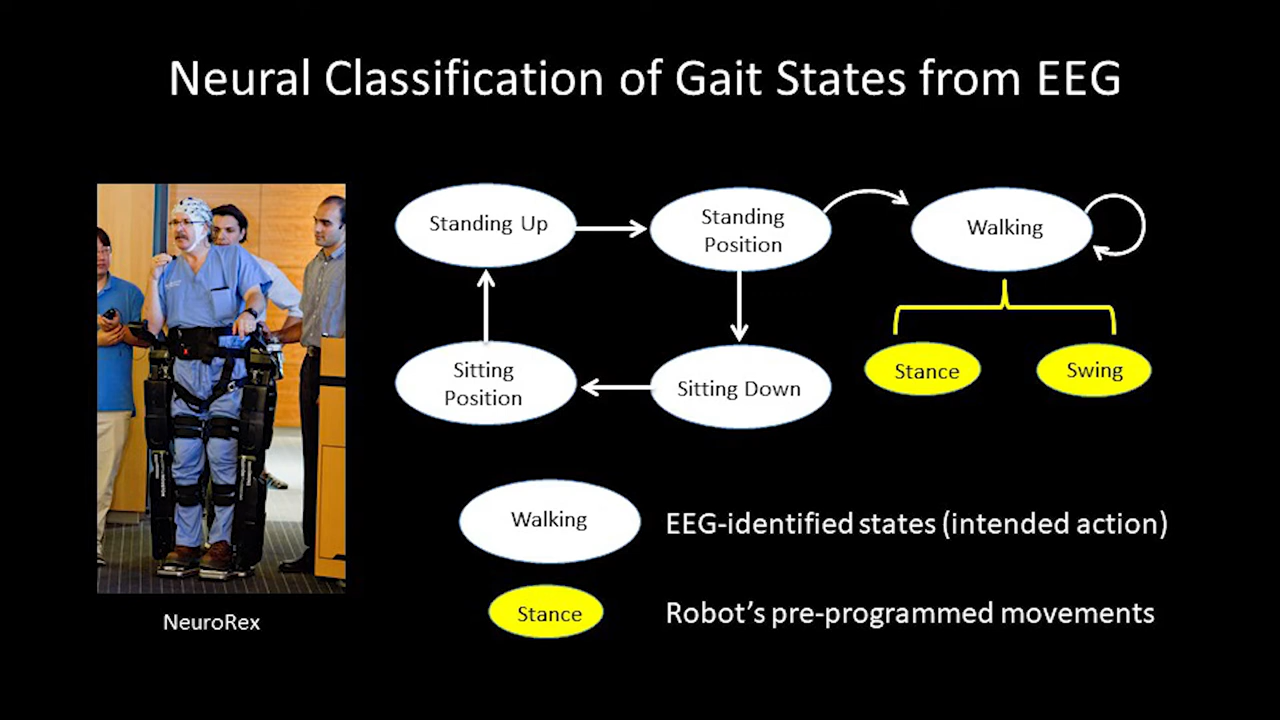 Neural Classification of Gait States from EEG
Standing Up
Standing
Position
Walking
Sitting
Position
Sitting Down
Stance
Swing
Walking
EEG-identified states (intended action)
Stance
Robot's pre-programmed movements
NeuroRex